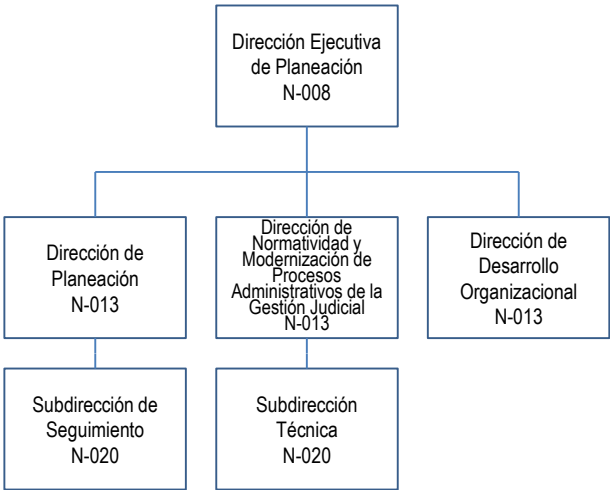 Dirección Ejecutiva
de Planeación
N-008
Dirección de
Planeación
N-013
Dirección de
Normatividad y
Modernización de
Procesos
Administrativos de la
Gestión Judicial
N-013
Dirección de
Desarrollo
Organizacional
N-013
Subdirección de
Seguimiento
N-020
Subdirección
Técnica
N-020